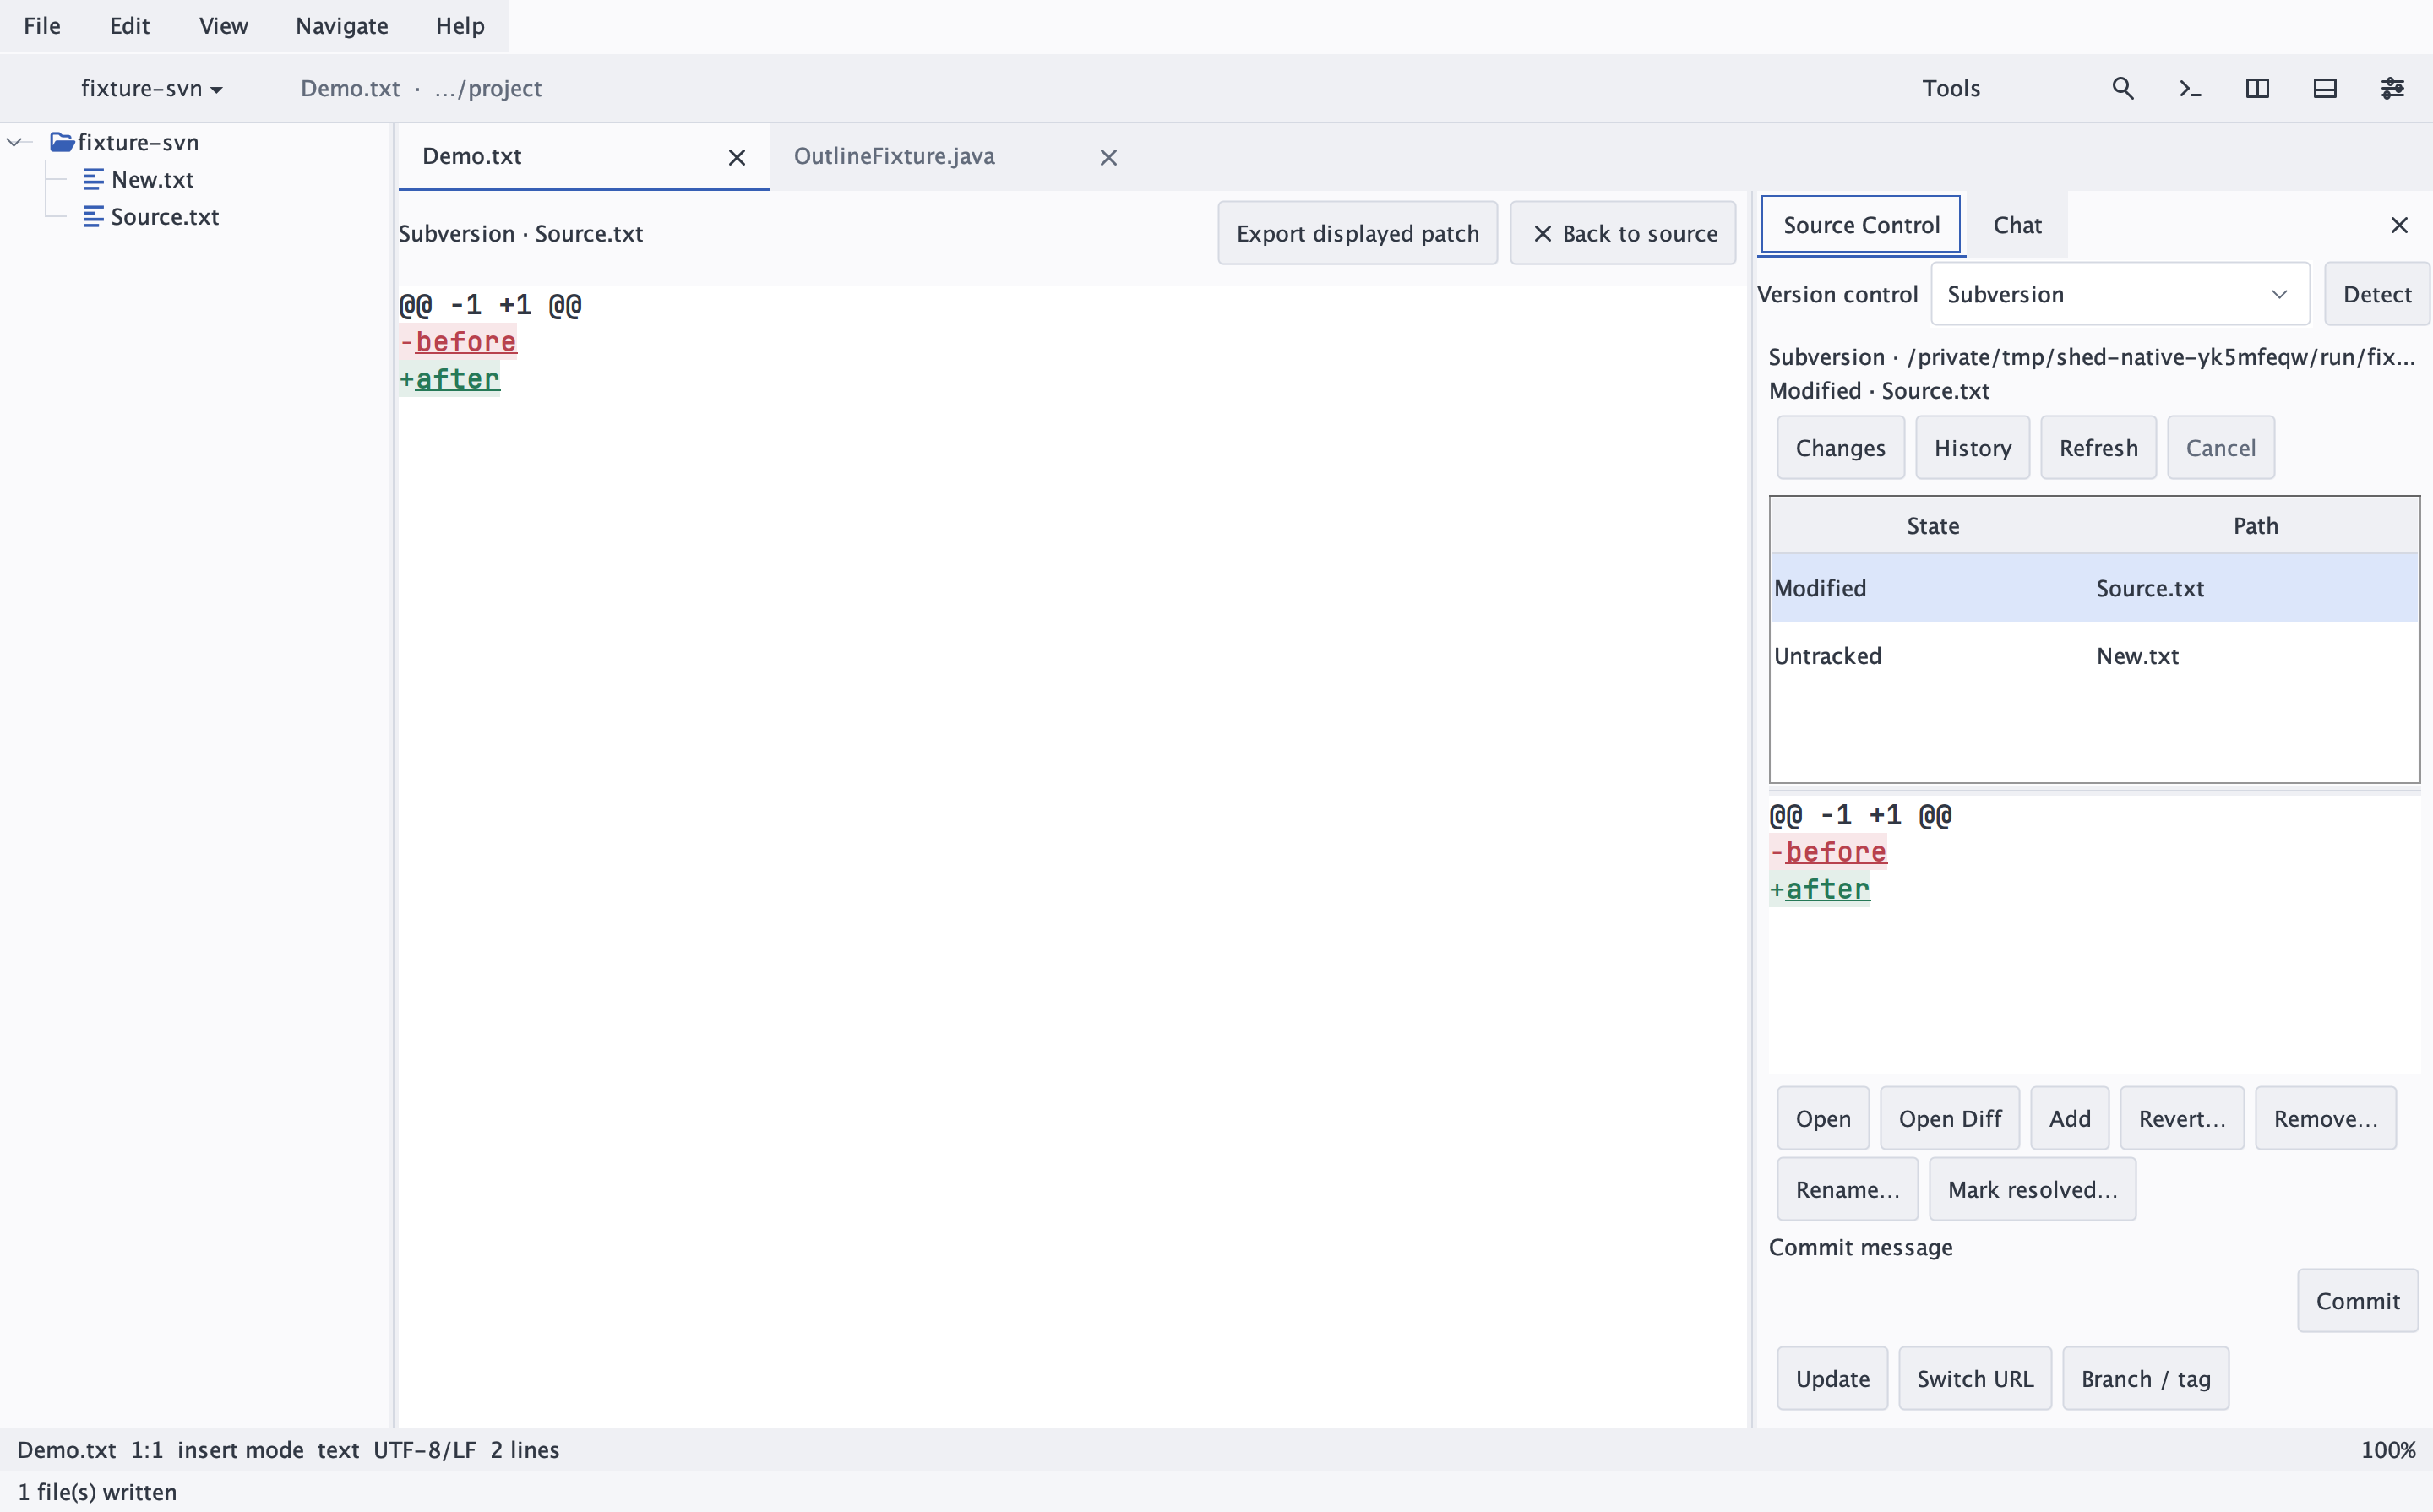 File Edit View Navigate Help
fixture-svn Demo.txt · .../project Tools
fixture-svn
New.txt
Source.txt
Demo.txt OutlineFixture.java
Subversion · Source.txt Export displayed patch Back to source
@@ -1 +1 @@
-before
+after
Source Control Chat
Version control Subversion Detect
Subversion · /private/tmp/shed-native-yk5mfeqw/run/fix...
Modified · Source.txt
Changes History Refresh Cancel
State Path
Modified Source.txt
Untracked New.txt
@@ -1 +1 @@
-before
+after
Open Open Diff Add Revert... Remove...
Rename... Mark resolved...
Commit message
Commit
Update Switch URL Branch / tag
Demo.txt 1:1 insert mode text UTF-8/LF 2 lines 100%
1 file(s) written